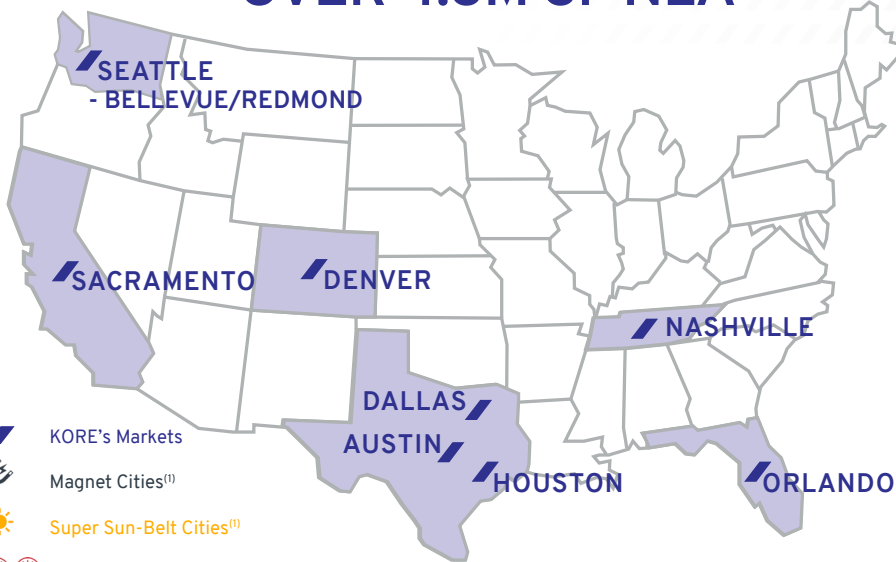 SEATTLE
- BELLEVUE/REDMOND
SACRAMENTO
DENVER
NASHVILLE
DALLAS
AUSTIN
HOUSTON
ORLANDO
KORE's Markets
Magnet Cities(1)
Super Sun-Belt Cities(1)